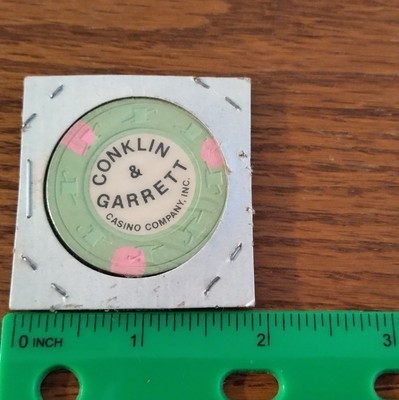 CONKLIN
&
GARRETT
CASINO COMPANY, INC.
0 INCH 1 2 3